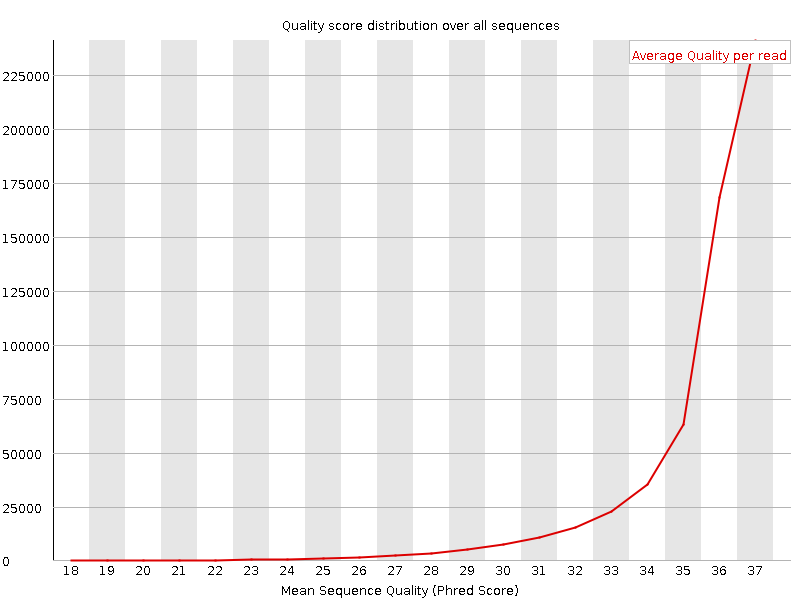 Quality score distribution over all sequences
Average Quality per read
225000
200000
175000
150000
125000
100000
75000
50000
25000
0
18 19 20 21 22 23 24 25 26 27 28 29 30 31 32 33 34 35 36 37
Mean Sequence Quality (Phred Score)